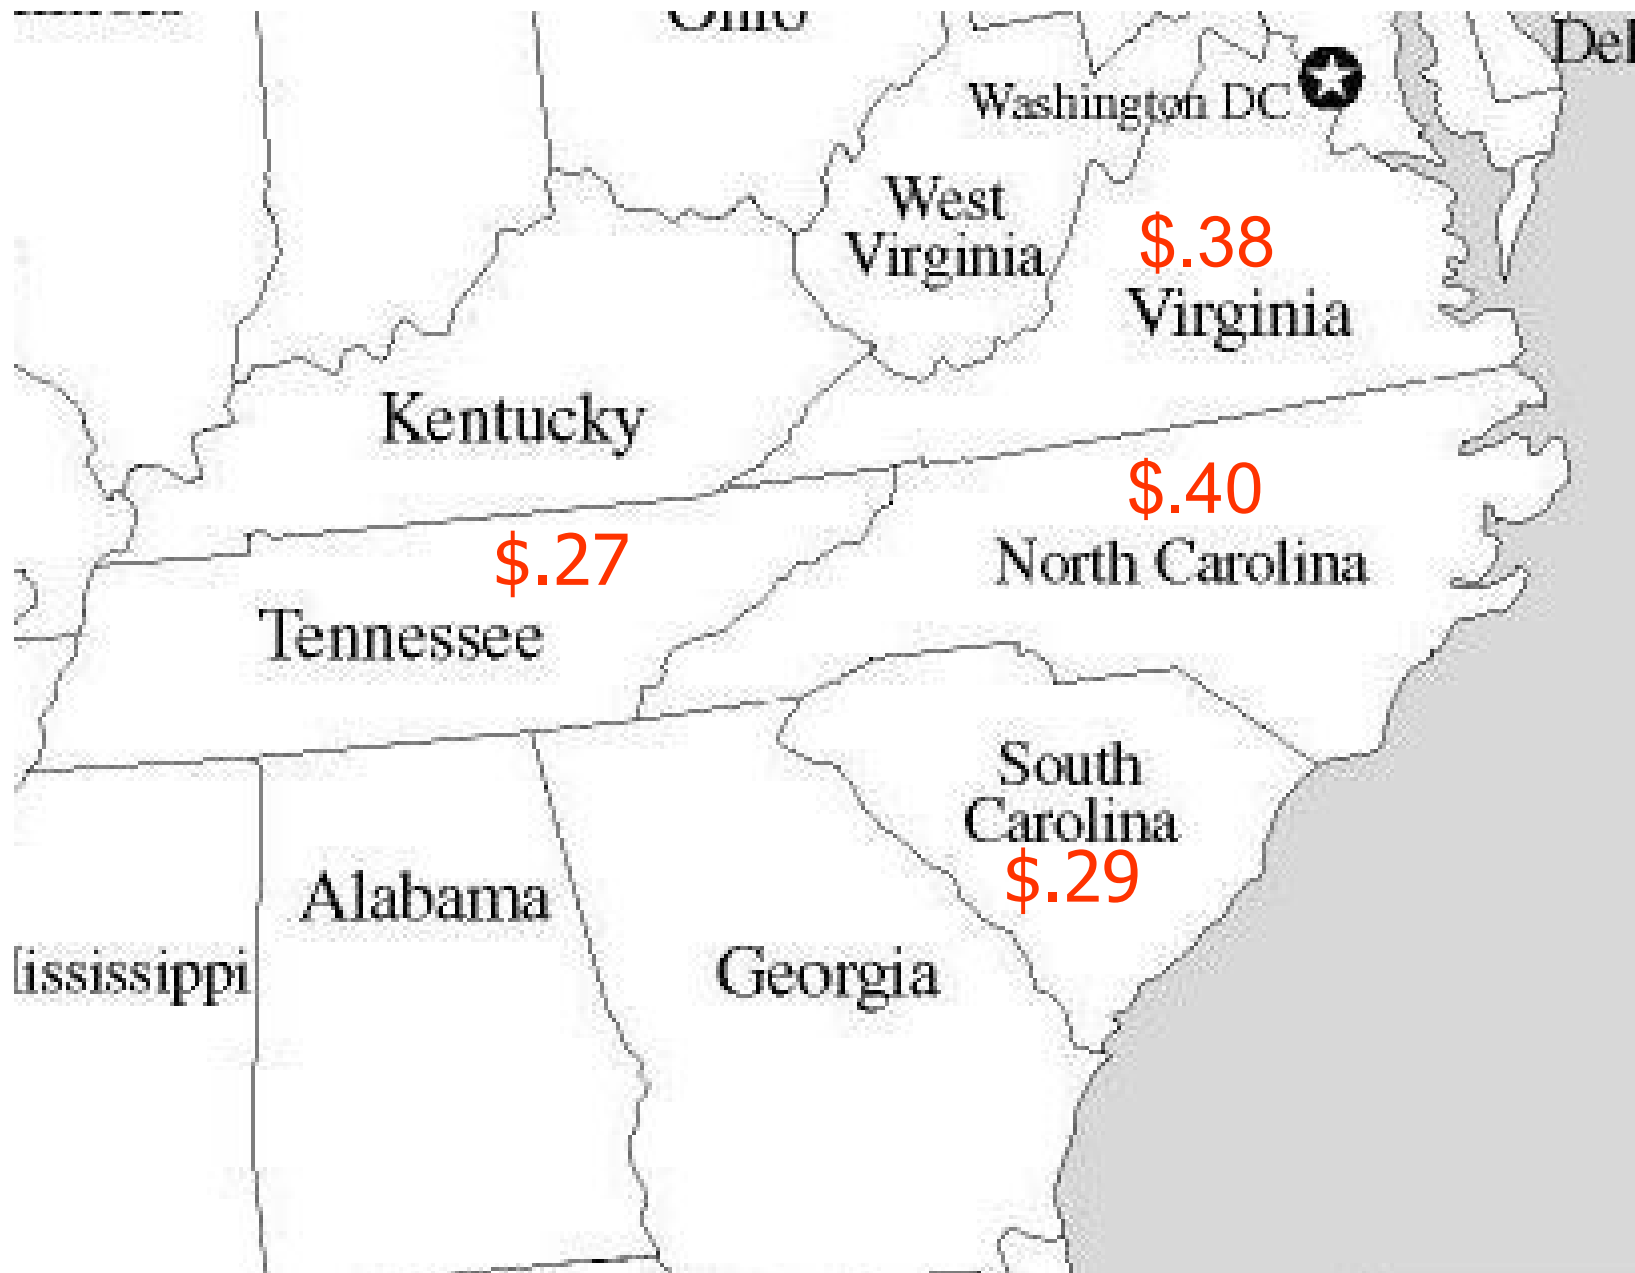 Ohio
Del
Washington DC
West
Virginia
$.38
Virginia
Kentucky
$.40
North Carolina
$.27
Tennessee
South
Carolina
$.29
Alabama
Georgia
ississippi